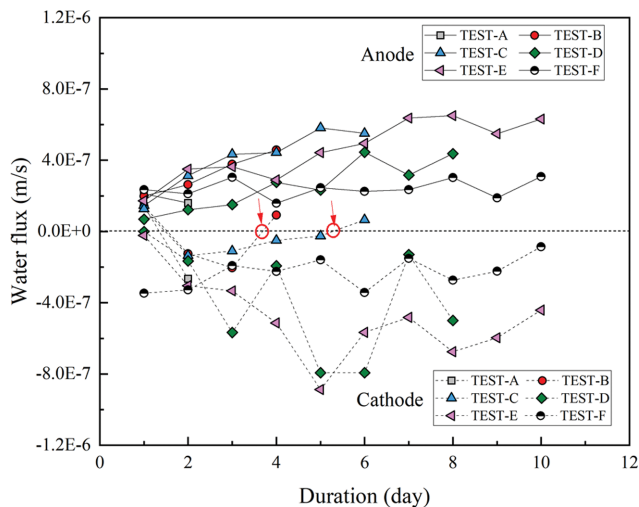 1.2E-6
8.0E-7
4.0E-7
0.0E+0
-4.0E-7
-8.0E-7
-1.2E-6
Water flux (m/s)
Anode
TEST-A TEST-B
TEST-C TEST-D
TEST-E TEST-F
TEST-A TEST-B
TEST-C TEST-D
TEST-E TEST-F
Cathode
0 2 4 6 8 10 12
Duration (day)